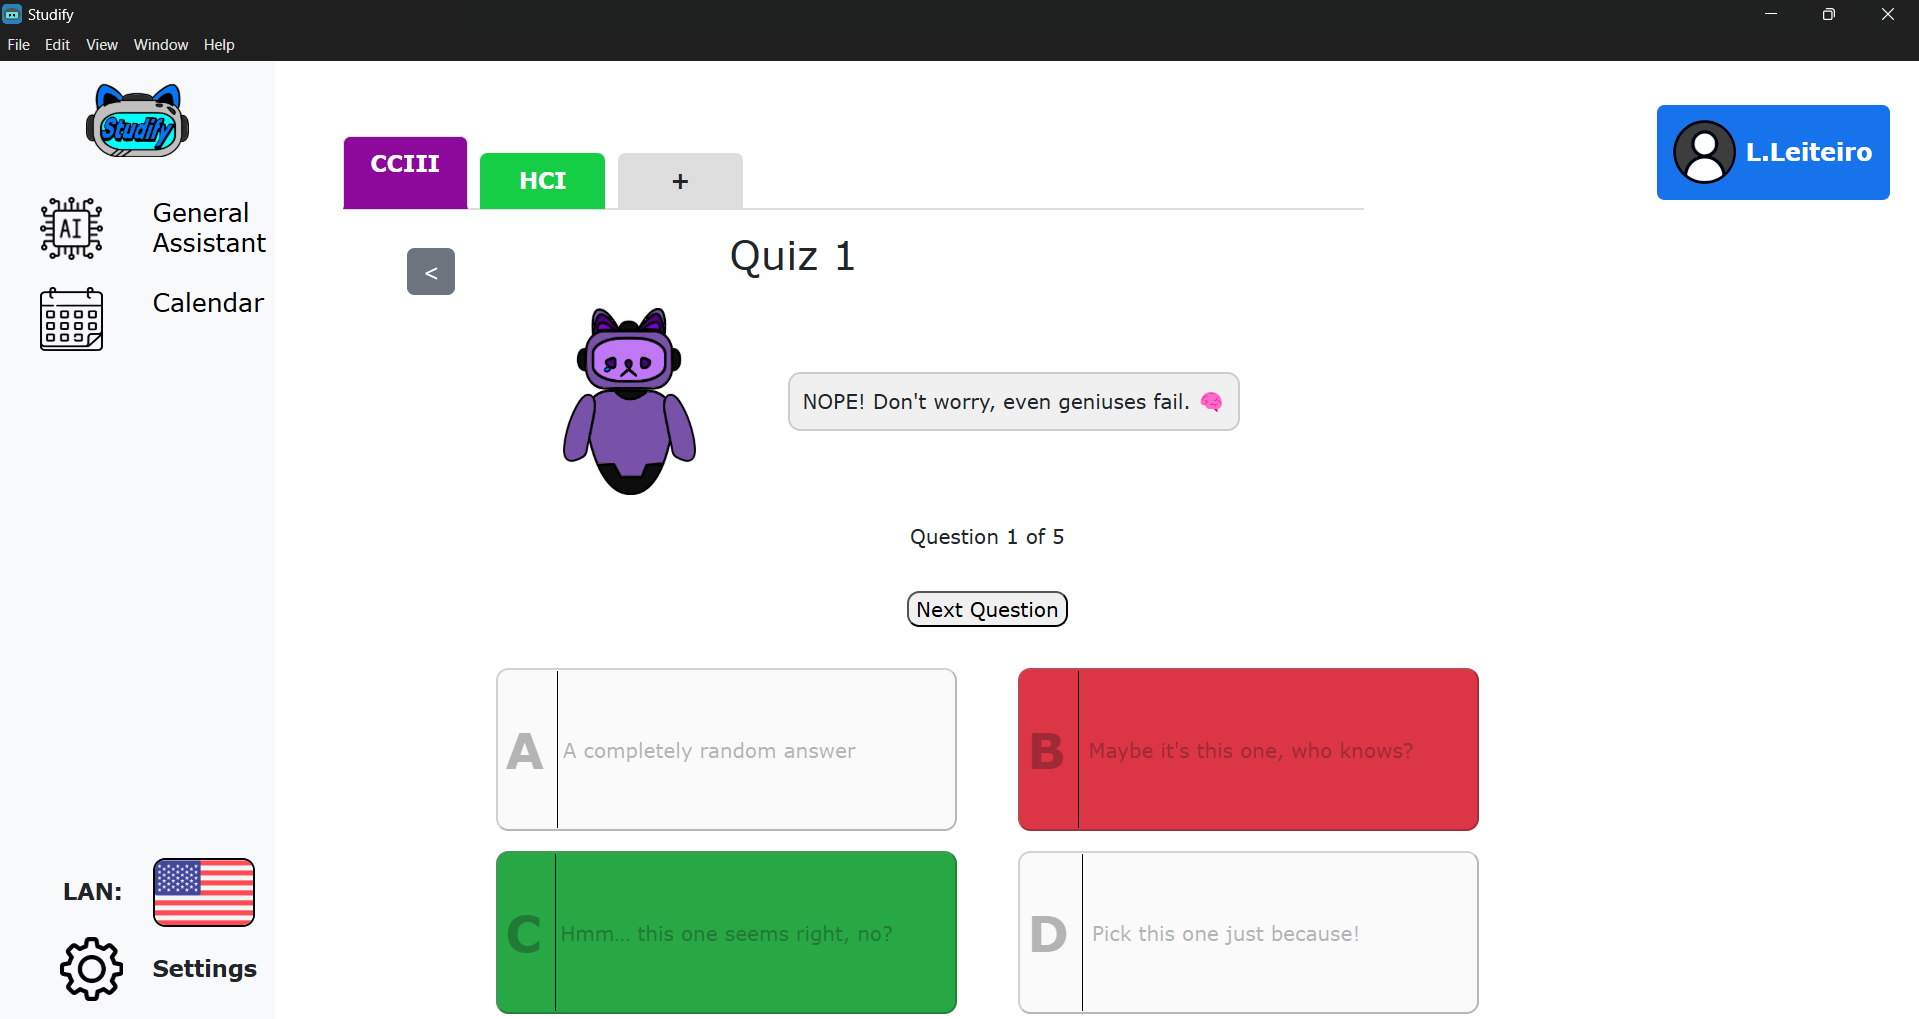 Studify
File Edit View Window Help
Studify
AI
General
Assistant
Calendar
CCIII
HCI
+
L.Leiteiro
<
Quiz 1
NOPE! Don't worry, even geniuses fail. 🧠
Question 1 of 5
Next Question
A
A completely random answer
B
Maybe it's this one, who knows?
C
Hmm... this one seems right, no?
D
Pick this one just because!
LAN:
Settings